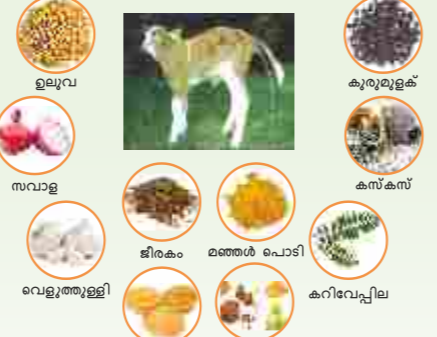 ഉലുവ
കുരുമുളക്
സവാള
കസ്കസ്
ജീരകം
മഞ്ഞൾ പൊടി
വെളുത്തുള്ളി
കറിവേപ്പില